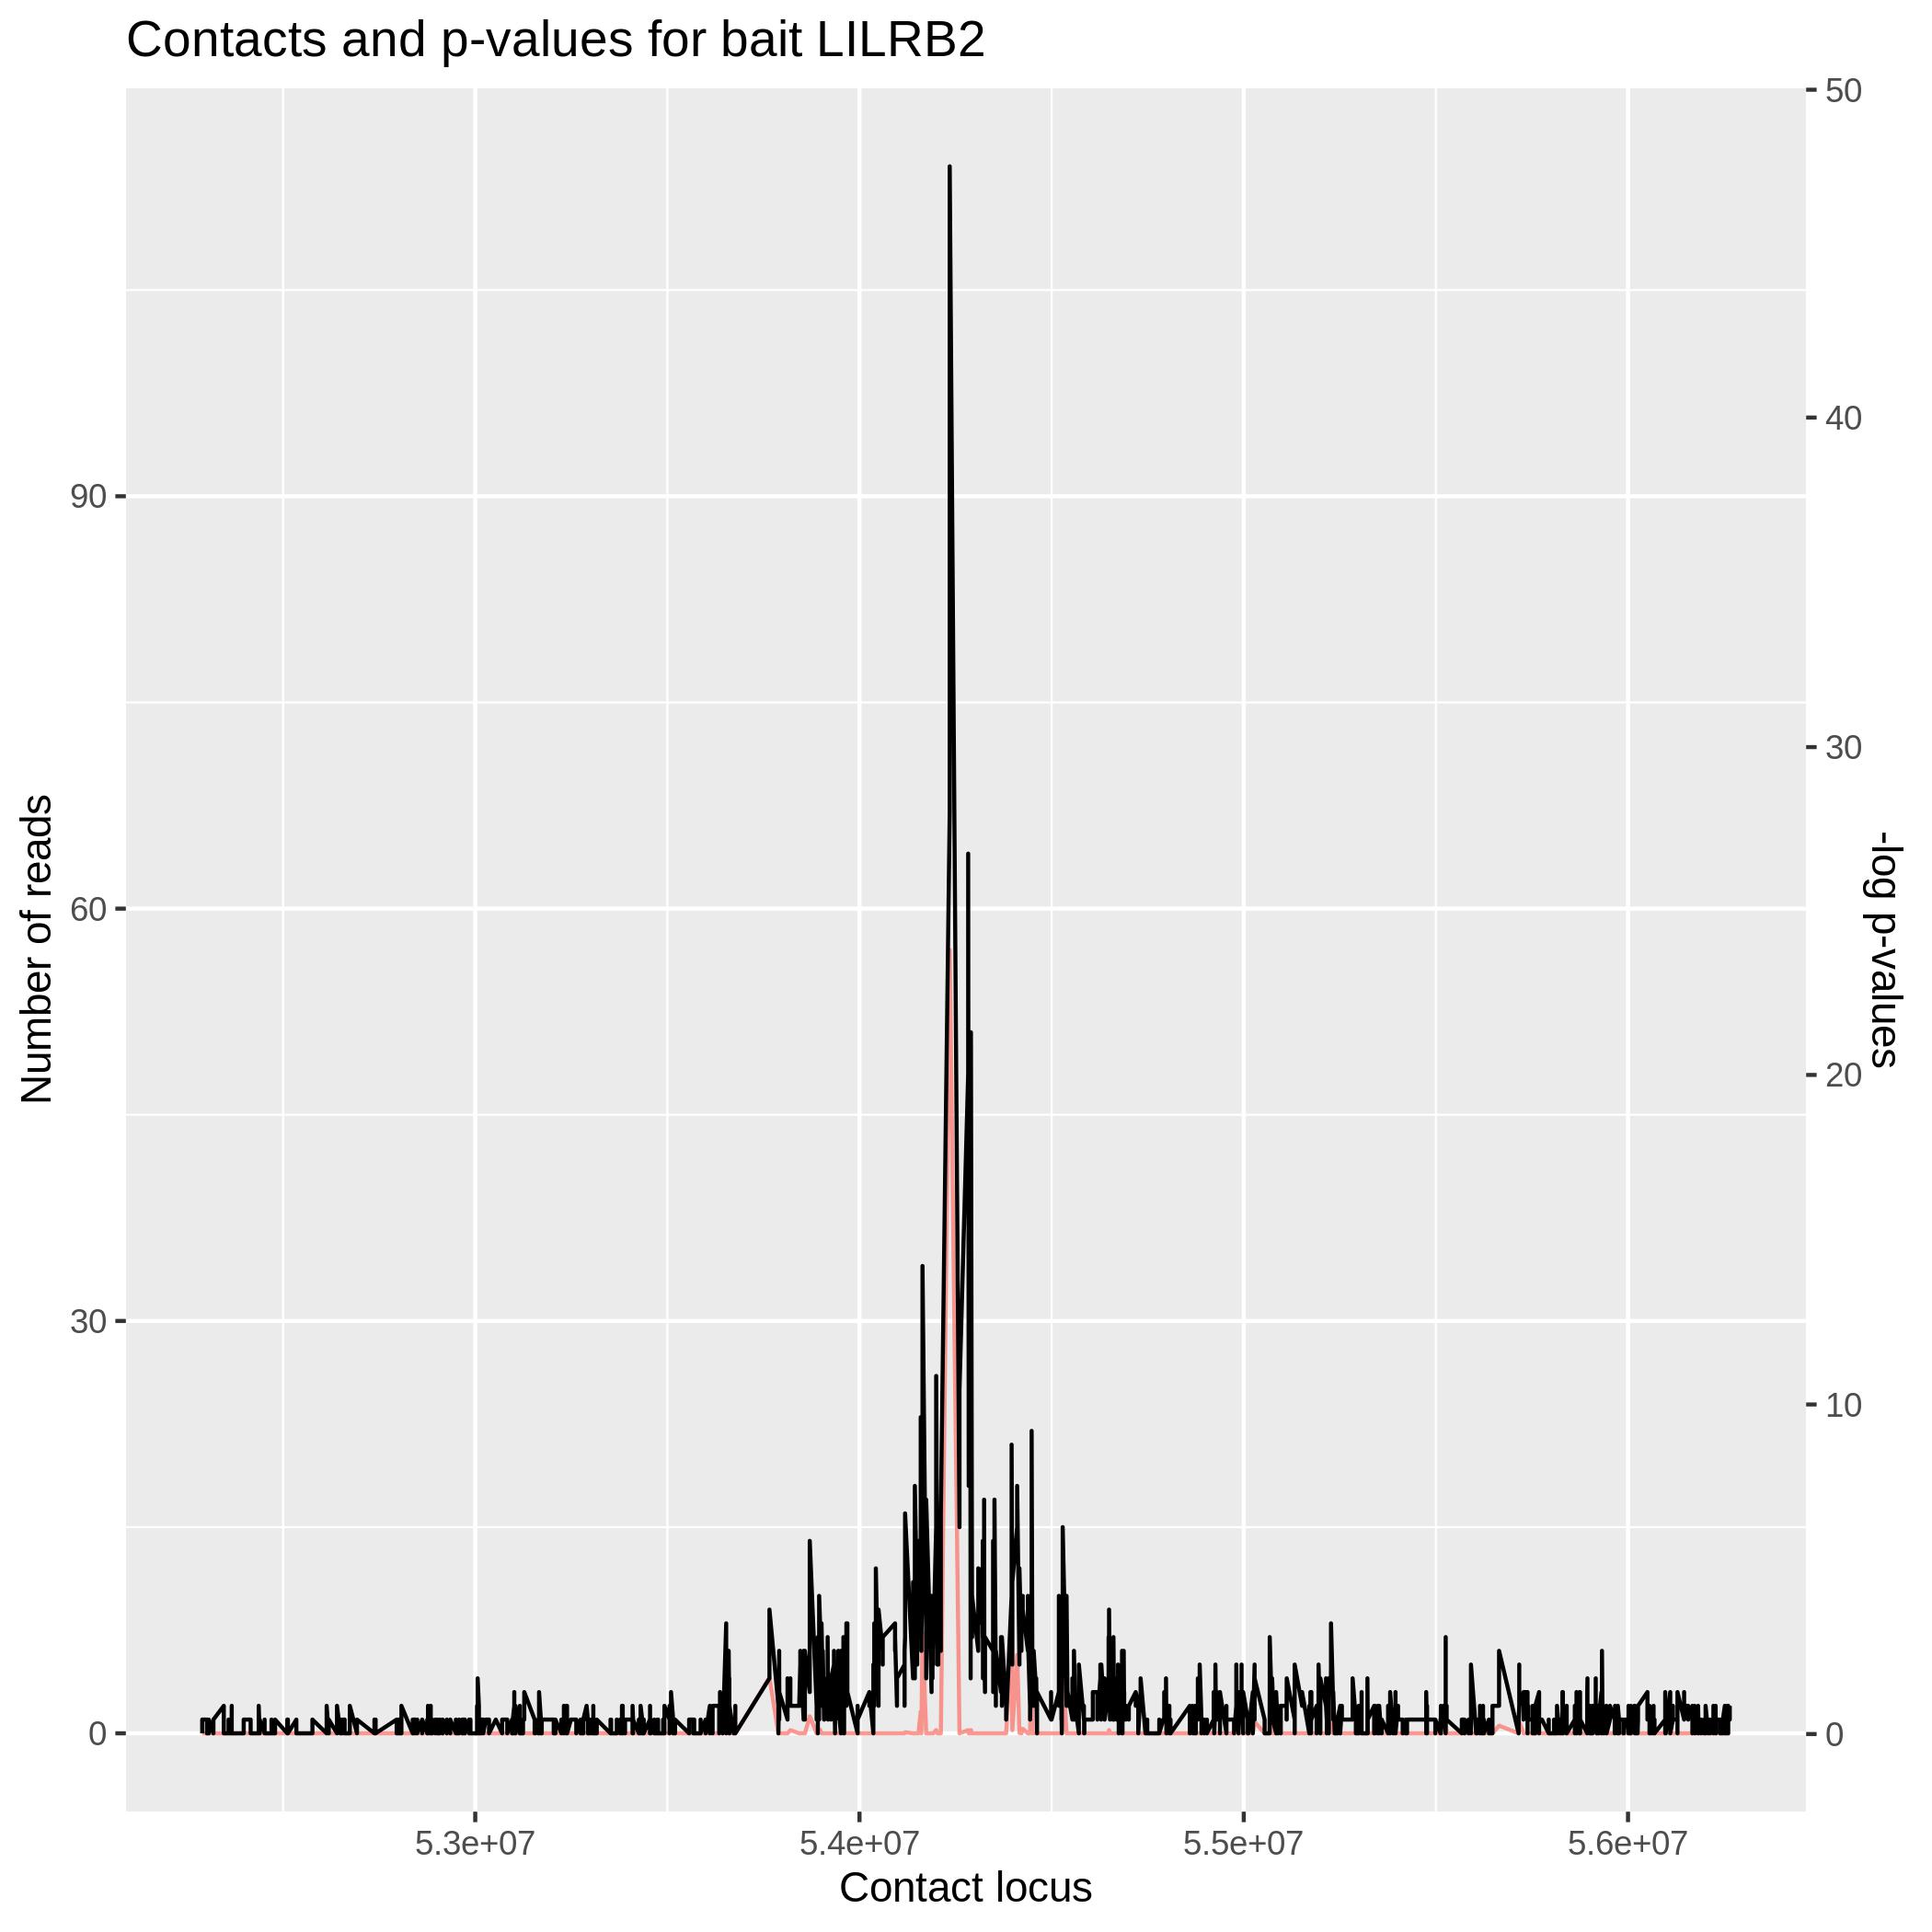 Contacts and p-values for bait LILRB2
50
40
30
20
10
0
90
60
30
0
Number of reads
-log p-values
5.3e+07 5.4e+07 5.5e+07 5.6e+07
Contact locus